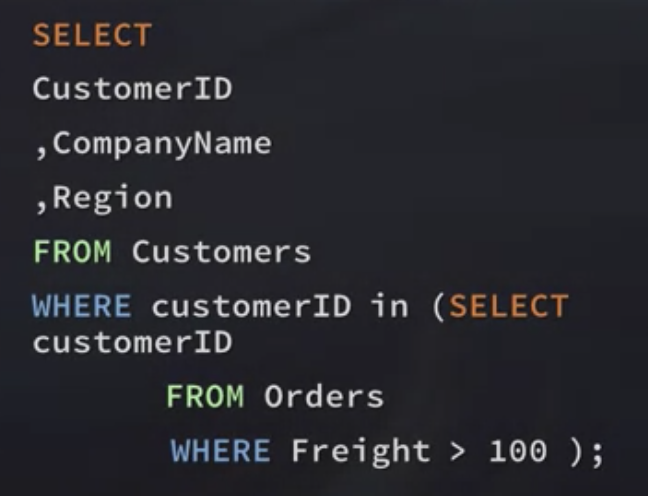 SELECT
CustomerID
,CompanyName
,Region
FROM Customers
WHERE customerID in (SELECT
customerID
FROM Orders
WHERE Freight > 100 );